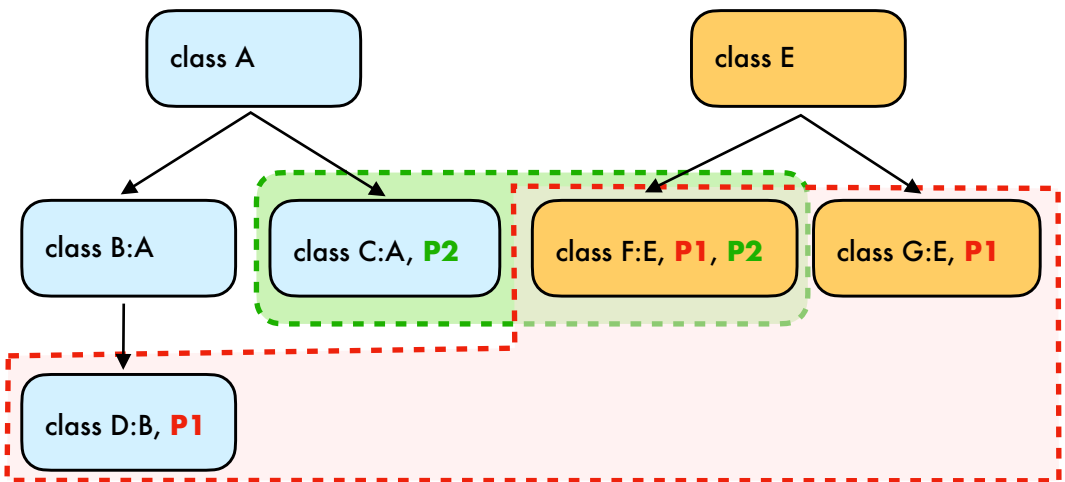 class A
class E
class B:A
class C:A, P2
class F:E, P1, P2
class G:E, P1
class D:B, P1